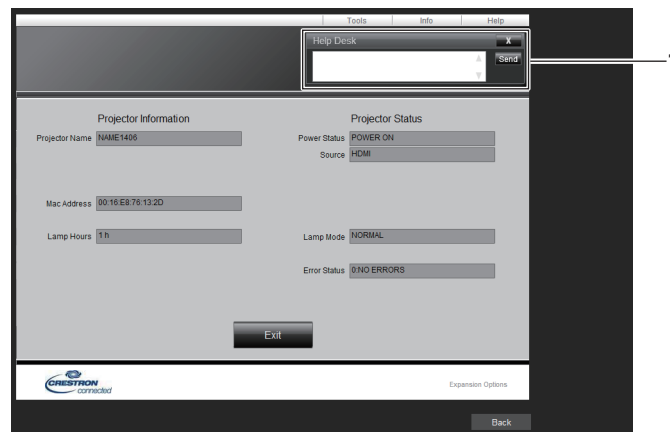 Tools Info Help
Help Desk X
Send
Projector Information Projector Status
Projector Name NAME1406 Power Status POWER ON
Source HDMI
Mac Address 00:16:E8:76:13:2D
Lamp Hours 1 h Lamp Mode NORMAL
Error Status 0:NO ERRORS
Exit
CRESTRON
connected
Expansion Options
Back